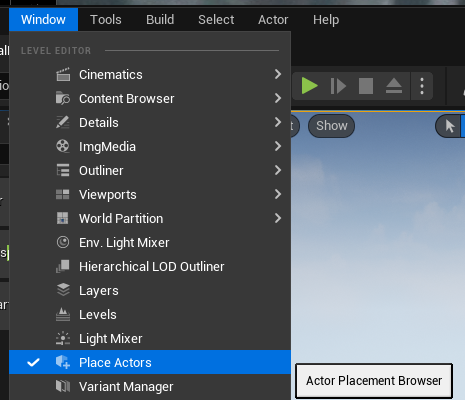 Window Tools Build Select Actor Help
LEVEL EDITOR
Cinematics
Content Browser
Details
ImgMedia
Outliner
Viewports
World Partition
Env. Light Mixer
Hierarchical LOD Outliner
Layers
Levels
Light Mixer
Place Actors
Variant Manager
Show
Actor Placement Browser